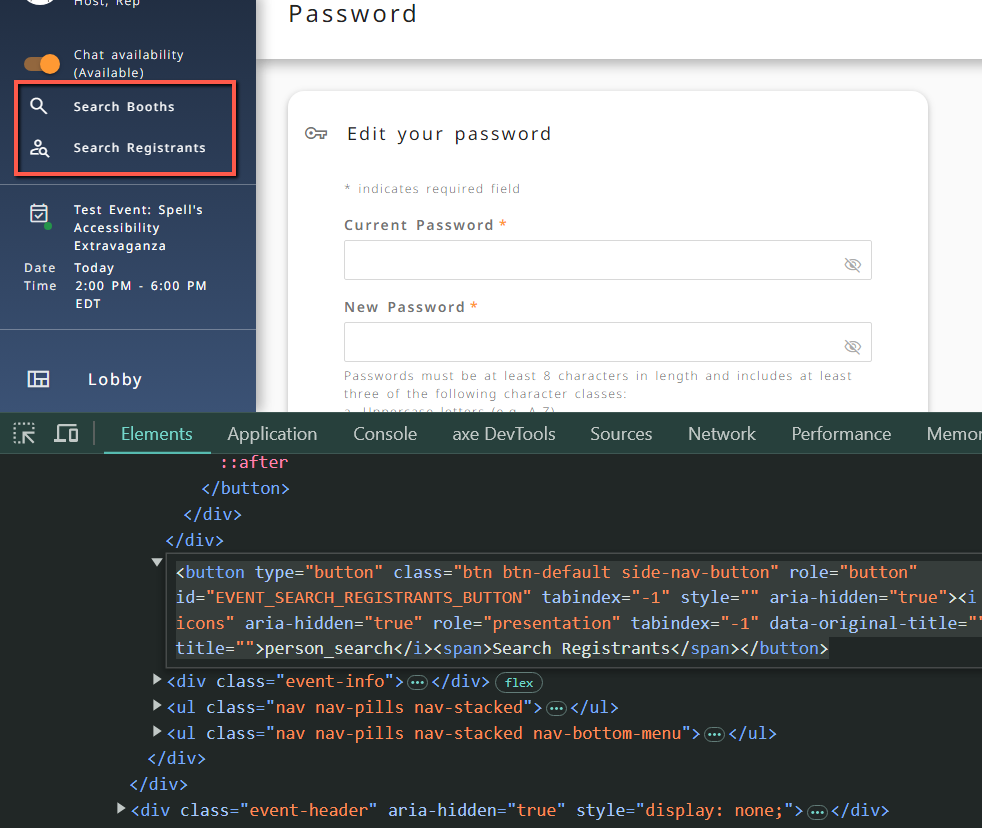 Host, Rep
Password
Chat availability
(Available)
Search Booths
Search Registrants
Test Event: Spell's
Accessibility
Extravaganza
Date Today
Time 2:00 PM - 6:00 PM
EDT
Lobby
Edit your password
* indicates required field
Current Password *
New Password *
Passwords must be at least 8 characters in length and includes at least
three of the following character classes:
a. Uppercase letters (e.g. A-Z)
Elements Application Console axe DevTools Sources Network Performance Memor
::after
</button>
</div>
</div>
<button type="button" class="btn btn-default side-nav-button" role="button"
id="EVENT_SEARCH_REGISTRANTS_BUTTON" tabindex="-1" style="" aria-hidden="true"><i
icons" aria-hidden="true" role="presentation" tabindex="-1" data-original-title=""
title="">person_search</i><span>Search Registrants</span></button>
<div class="event-info">…</div> flex
<ul class="nav nav-pills nav-stacked">…</ul>
<ul class="nav nav-pills nav-stacked nav-bottom-menu">…</ul>
</div>
</div>
<div class="event-header" aria-hidden="true" style="display: none;">…</div>